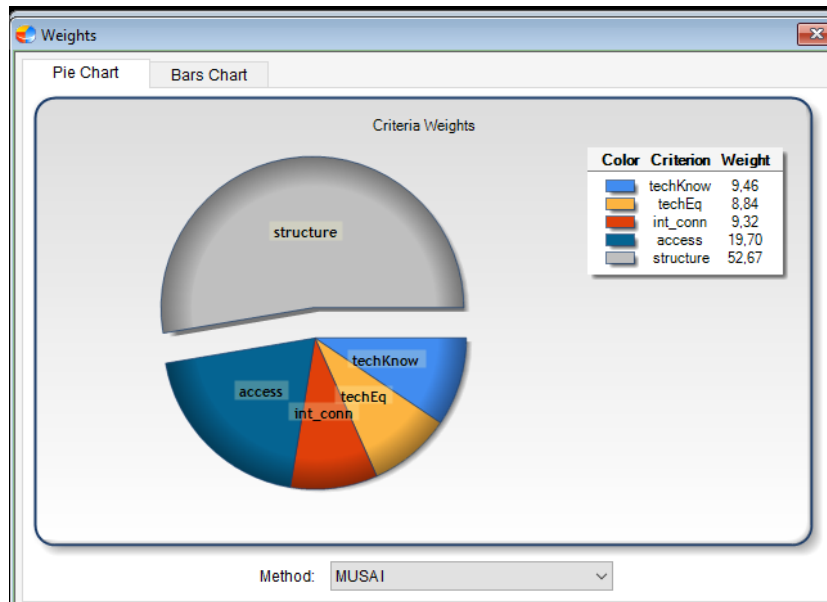 Weights
Pie Chart Bars Chart
Criteria Weights
Color Criterion Weight
techKnow 9,46
techEq 8,84
int_conn 9,32
access 19,70
structure 52,67
structure
techKnow
access
techEq
int_conn
Method: MUSAI